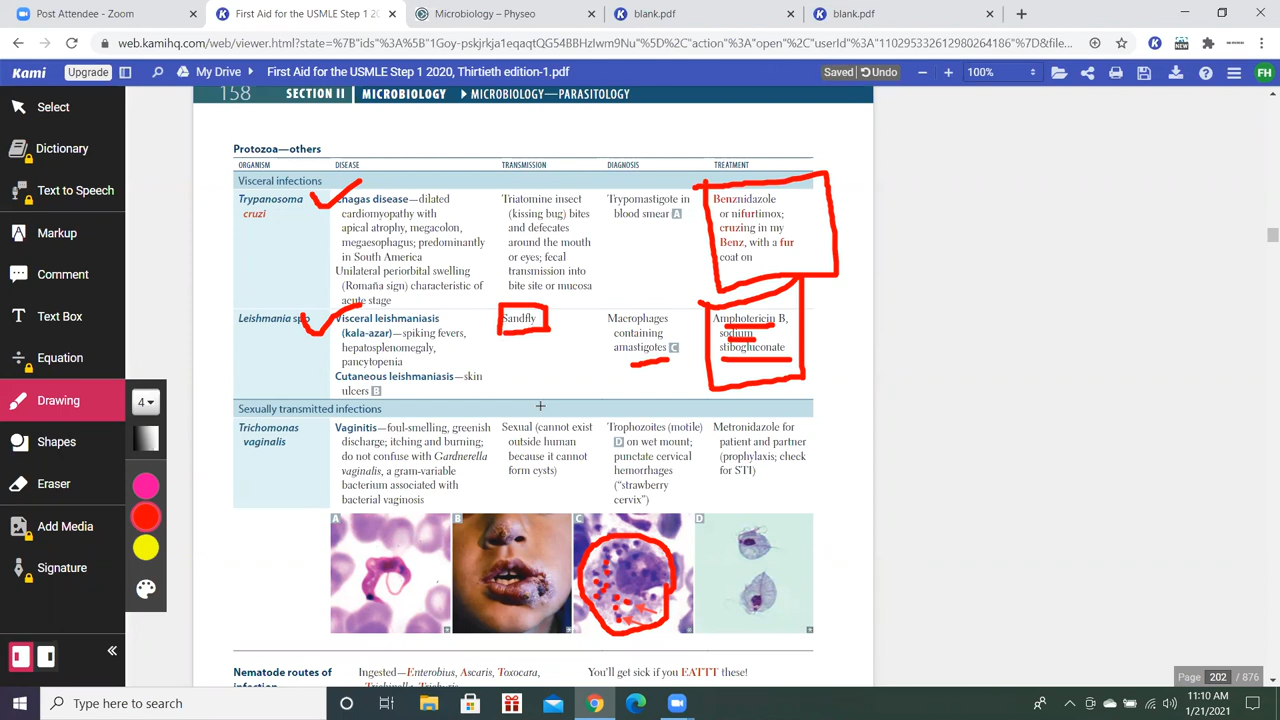 Post Attendee - Zoom
First Aid for the USMLE Step 1 20
Microbiology – Physeo
blank.pdf
blank.pdf
web.kamihq.com/web/viewer.html?state=%7B"ids"%3A%5B"1Goy-pskjxkja1eqaqtQG54BBHzlwm9Nu"%5D%2C"action"%3A"open"%2C"userId"%3A"110295332612980264186"%7D&file...
Kami
Upgrade
My Drive
First Aid for the USMLE Step 1 2020, Thirtieth edition-1.pdf
Saved
Undo
100%
FH
Select
Dictionary
Text to Speech
Markup
Comment
Text Box
Equation
Drawing
4
Shapes
Eraser
Add Media
Signature
158 SECTION II MICROBIOLOGY MICROBIOLOGY—PARASITOLOGY
Protozoa—others
ORGANISM DISEASE TRANSMISSION DIAGNOSIS TREATMENT
Visceral infections
Trypanosoma
cruzi
Chagas disease—dilated
cardiomyopathy with
apical atrophy, megacolon,
megaesophagus; predominantly
in South America
Unilateral periorbital swelling
(Romaña sign) characteristic of
acute stage
Triatomine insect
(kissing bug) bites
and defecates
around the mouth
or eyes; fecal
transmission into
bite site or mucosa
Trypomastigote in
blood smear A
Benznidazole
or nifurtimox;
cruzing in my
Benz, with a fur
coat on
Leishmania spp
Visceral leishmaniasis
(kala-azar)—spiking fevers,
hepatosplenomegaly,
pancytopenia
Cutaneous leishmaniasis—skin
ulcers B
Sandfly
Macrophages
containing
amastigotes C
Amphotericin B,
sodium
stibogluconate
Sexually transmitted infections
Trichomonas
vaginalis
Vaginitis—foul-smelling, greenish
discharge; itching and burning;
do not confuse with Gardnerella
vaginalis, a gram-variable
bacterium associated with
bacterial vaginosis
Sexual (cannot exist
outside human
because it cannot
form cysts)
Trophozoites (motile)
D on wet mount;
punctate cervical
hemorrhages
("strawberry
cervix")
Metronidazole for
patient and partner
(prophylaxis; check
for STI)
A
B
C
D
Nematode routes of
infection
Ingested—Enterobius, Ascaris, Toxocara,
Trichinella, Trichuris
You'll get sick if you EATTT these!
Page 202 / 876
Type here to search
11:10 AM
1/21/2021